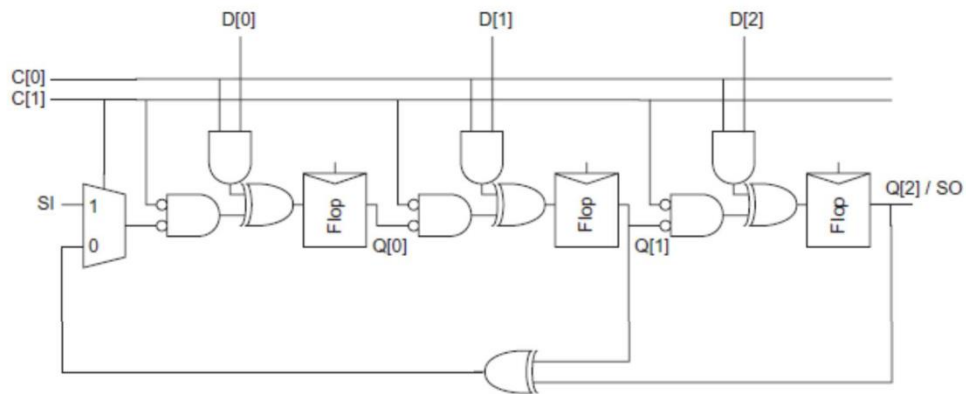 D[0] D[1] D[2]
C[0]
C[1]
SI
1
0
Flop
Q[0]
Flop
Q[1]
Flop
Q[2] / SO